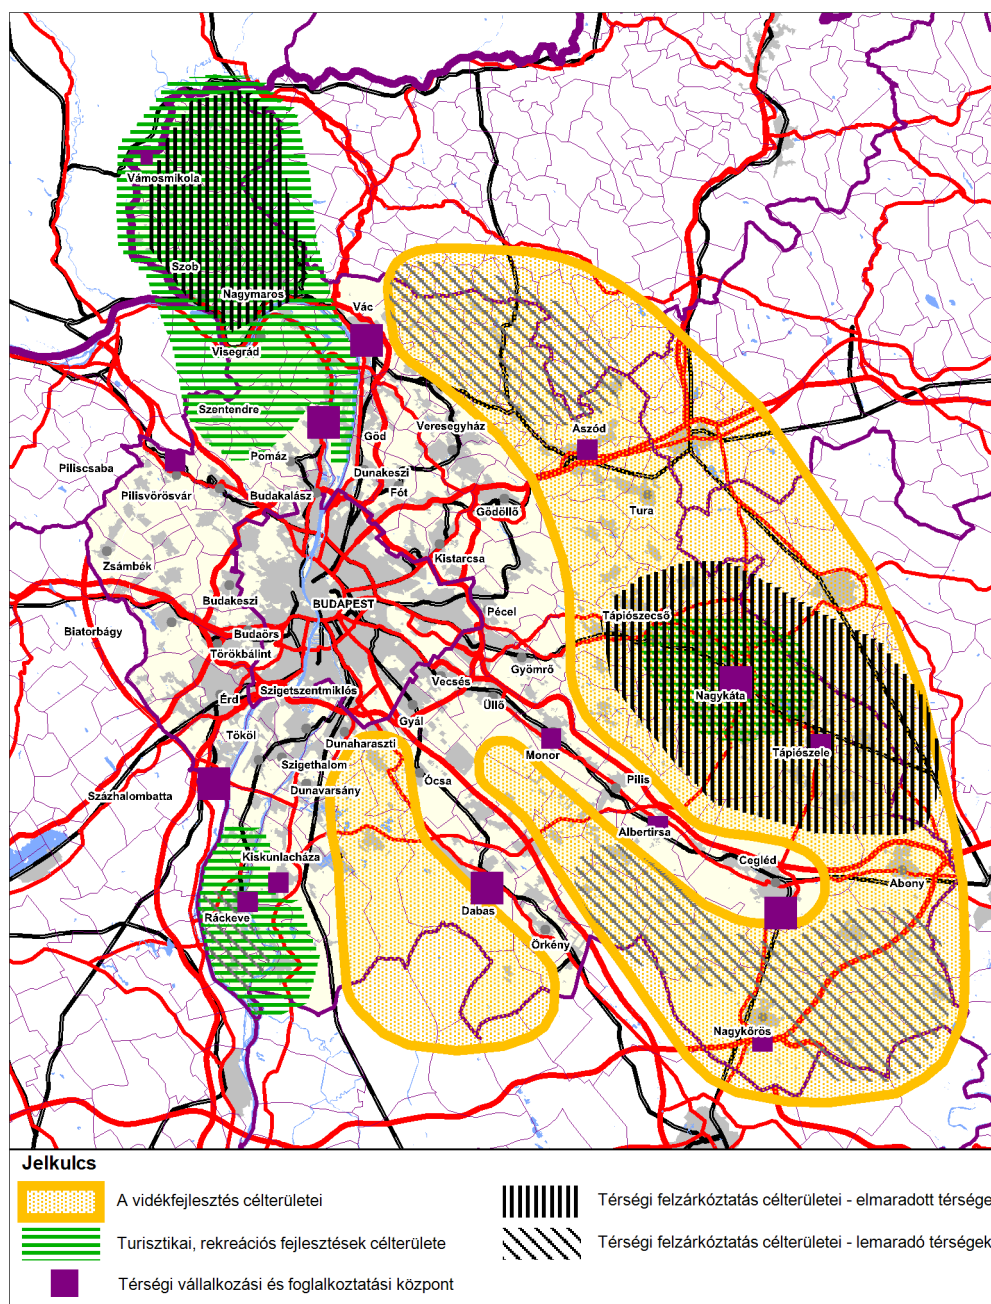 Vámosmikola
Szob
Nagymaros
Vác
Visegrád
Szentendre
Veresegyház
Aszód
Göd
Pomáz
Piliscsaba
Dunakeszi
Fót
Pilisvörösvár
Budakalász
Gödöllő
Tura
Kistarcsa
Zsámbék
Budakeszi
BUDAPEST
Pécel
Tápiószecső
Biatorbágy
Budaörs
Törökbálint
Gyömrő
Vecsés
Érd
Szigetszentmiklós
Nagykáta
Üllő
Gyál
Tököl
Dunaharaszti
Monor
Tápiószele
Szigethalom
Ócsa
Pilis
Százhalombatta
Dunavarsány
Albertirsa
Kiskunlacháza
Cegléd
Abony
Ráckeve
Dabas
Örkény
Nagykőrös
Jelkulcs
A vidékfejlesztés célterületei
Turisztikai, rekreációs fejlesztések célterülete
Térségi vállalkozási és foglalkoztatási központ
Térségi felzárkóztatás célterületei - elmaradott térsége
Térségi felzárkóztatás célterületei - lemaradó térségek